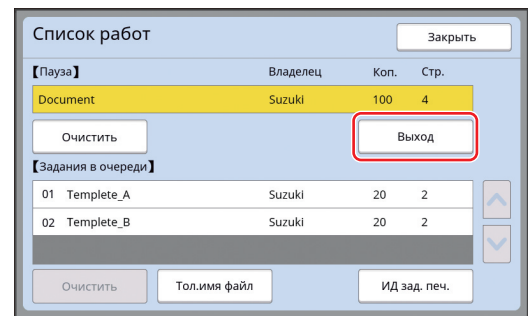 Список работ Закрыть
【Пауза】 Владелец Коп. Стр.
Document Suzuki 100 4
Очистить Выход
【Задания в очереди】
01 Templete_A Suzuki 20 2
02 Templete_B Suzuki 20 2
Очистить Тол.имя файл ИД зад. печ.